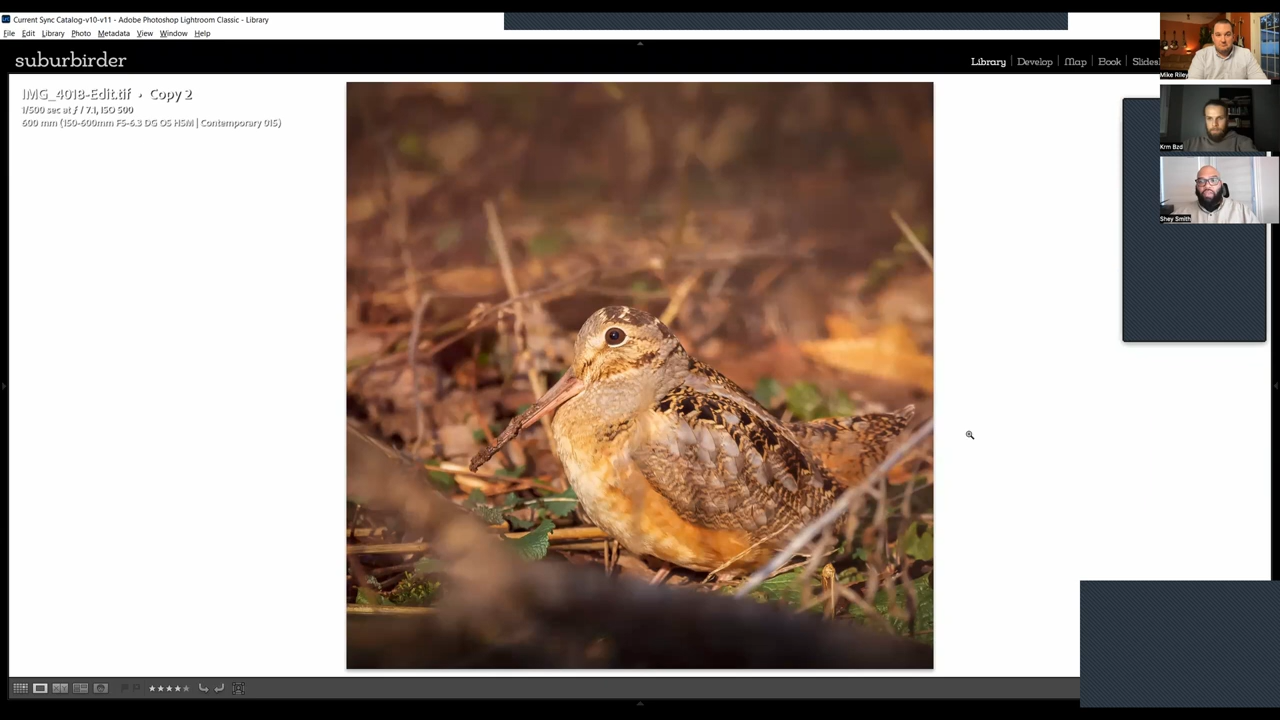 Current Sync Catalog-v10-v11 - Adobe Photoshop Lightroom Classic - Library
File Edit Library Photo Metadata View Window Help
suburbirder
Library | Develop | Map | Book | Slides
IMG_4018-Edit.tif • Copy 2
1/500 sec at ƒ / 7.1, ISO 500
600 mm (150-600mm F5-6.3 DG OS HSM | Contemporary 015)
Mike Riley
Krm Bzd
Shey Smith